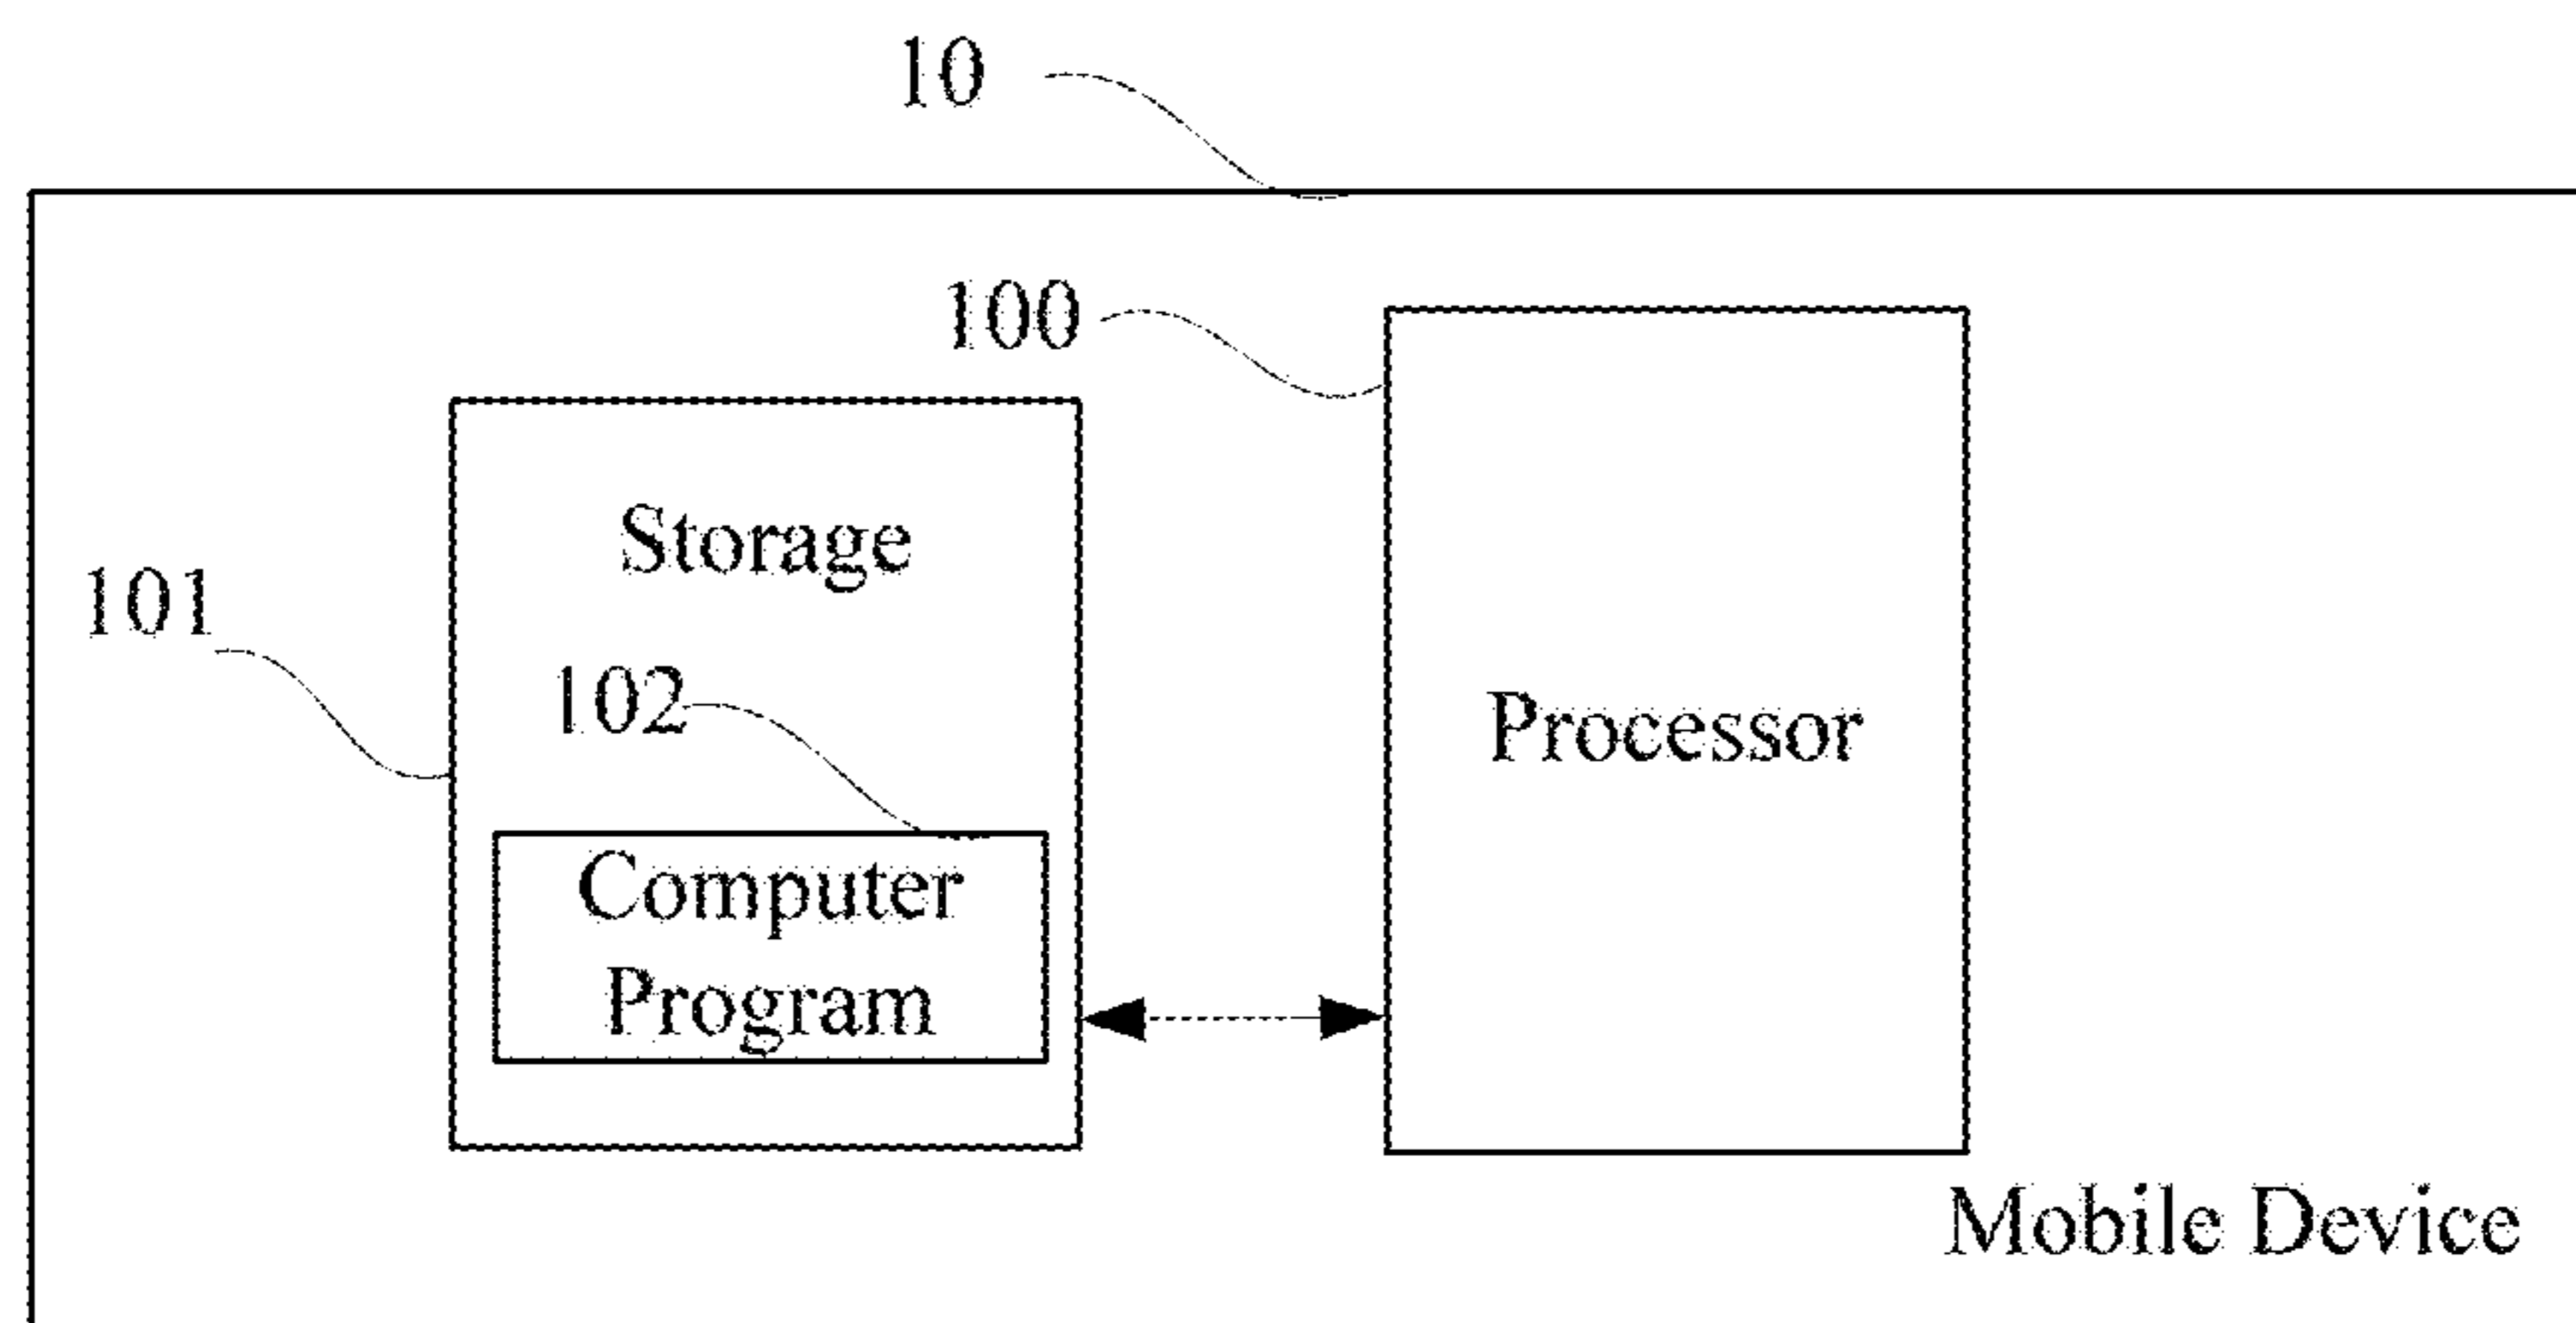 10
100
Storage
101
102
Processor
Computer
Program
Mobile Device